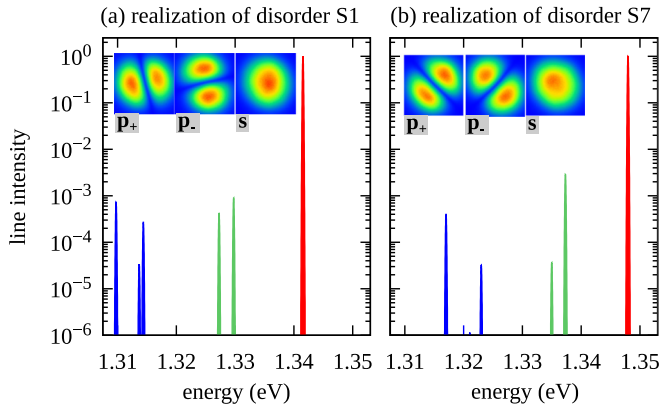 (a) realization of disorder S1
(b) realization of disorder S7
line intensity
10⁰
10⁻¹
10⁻²
10⁻³
10⁻⁴
10⁻⁵
10⁻⁶
p₊ p₋ s
p₊ p₋ s
1.31 1.32 1.33 1.34 1.35
1.31 1.32 1.33 1.34 1.35
energy (eV)
energy (eV)